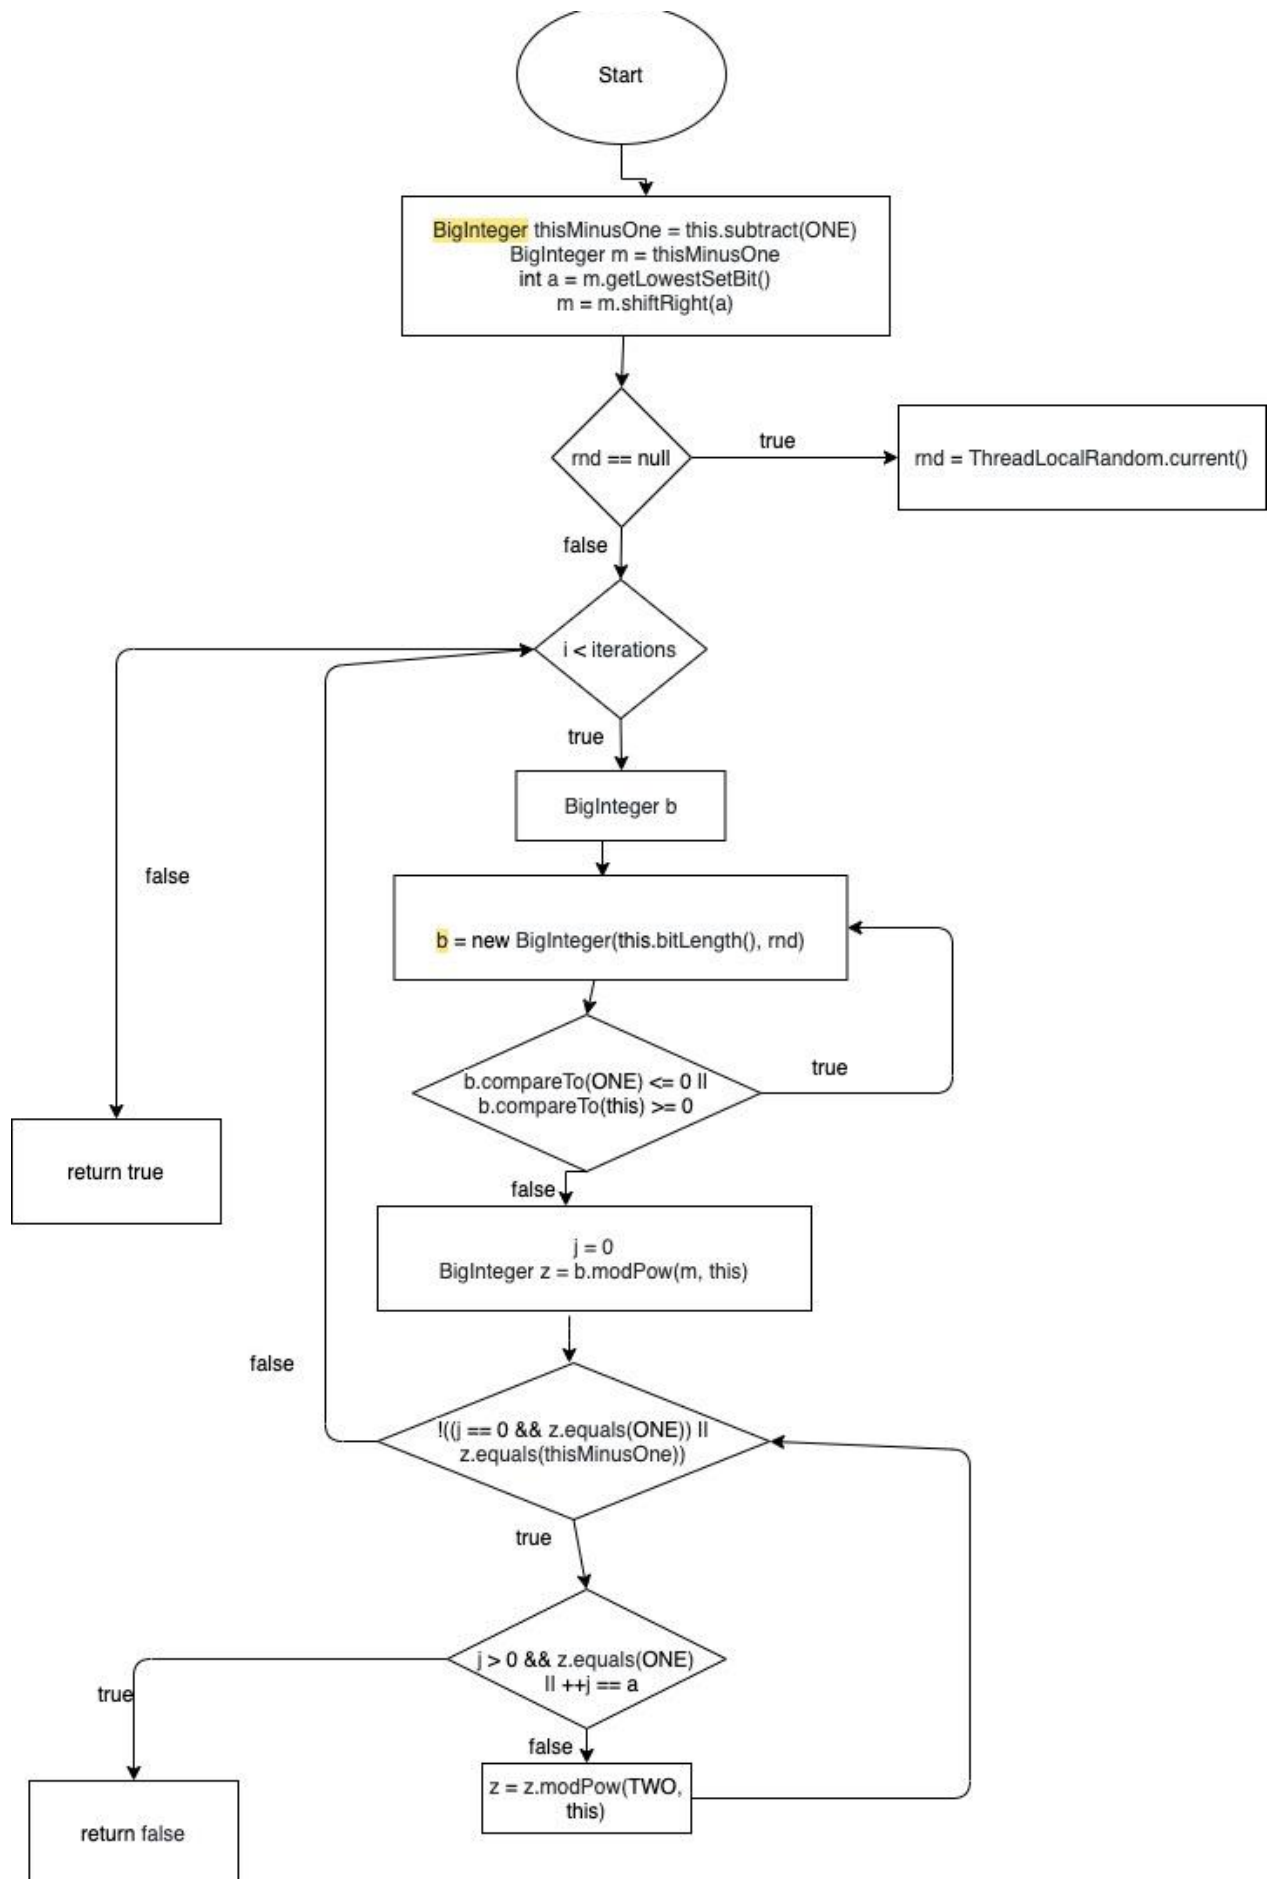 Start
BigInteger thisMinusOne = this.subtract(ONE)
BigInteger m = thisMinusOne
int a = m.getLowestSetBit()
m = m.shiftRight(a)
rnd == null
true
rnd = ThreadLocalRandom.current()
false
i < iterations
true
BigInteger b
false
b = new BigInteger(this.bitLength(), rnd)
b.compareTo(ONE) <= 0 ||
b.compareTo(this) >= 0
true
return true
false
j = 0
BigInteger z = b.modPow(m, this)
false
!((j == 0 && z.equals(ONE)) ||
z.equals(thisMinusOne))
true
j > 0 && z.equals(ONE)
|| ++j == a
true
false
z = z.modPow(TWO,
this)
return false